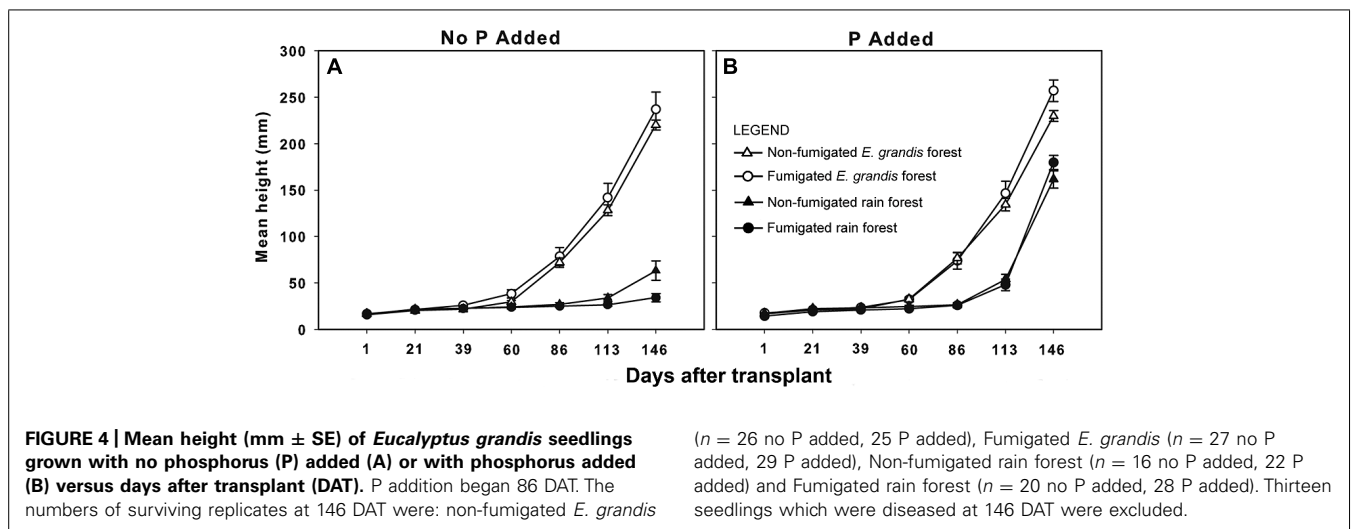 No P Added
P Added
A
B
300
250
200
150
100
50
0
Mean height (mm)
LEGEND
Non-fumigated E. grandis forest
Fumigated E. grandis forest
Non-fumigated rain forest
Fumigated rain forest
1 21 39 60 86 113 146
1 21 39 60 86 113 146
Days after transplant
FIGURE 4 | Mean height (mm ± SE) of Eucalyptus grandis seedlings
grown with no phosphorus (P) added (A) or with phosphorus added
(B) versus days after transplant (DAT). P addition began 86 DAT. The
numbers of surviving replicates at 146 DAT were: non-fumigated E. grandis
(n = 26 no P added, 25 P added), Fumigated E. grandis (n = 27 no P
added, 29 P added), Non-fumigated rain forest (n = 16 no P added, 22 P
added) and Fumigated rain forest (n = 20 no P added, 28 P added). Thirteen
seedlings which were diseased at 146 DAT were excluded.